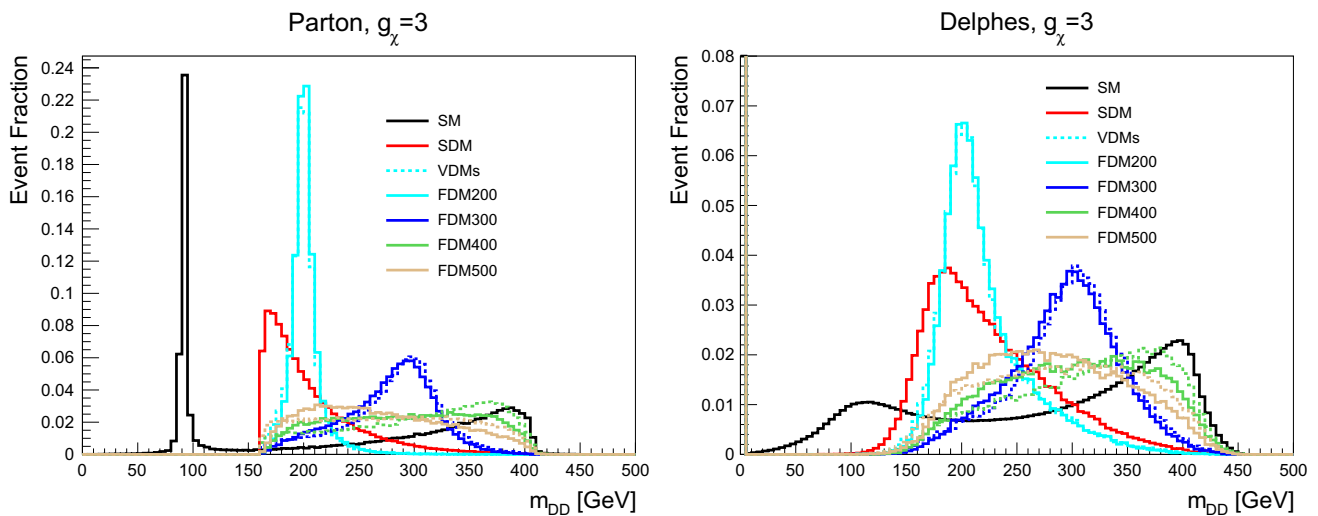 Parton, gχ=3
Event Fraction
0.24
0.22
0.2
0.18
0.16
0.14
0.12
0.1
0.08
0.06
0.04
0.02
0
SM
SDM
VDMs
FDM200
FDM300
FDM400
FDM500
0 50 100 150 200 250 300 350 400 450 500
mDD [GeV]
Delphes, gχ=3
Event Fraction
0.08
0.07
0.06
0.05
0.04
0.03
0.02
0.01
0
SM
SDM
VDMs
FDM200
FDM300
FDM400
FDM500
0 50 100 150 200 250 300 350 400 450 500
mDD [GeV]